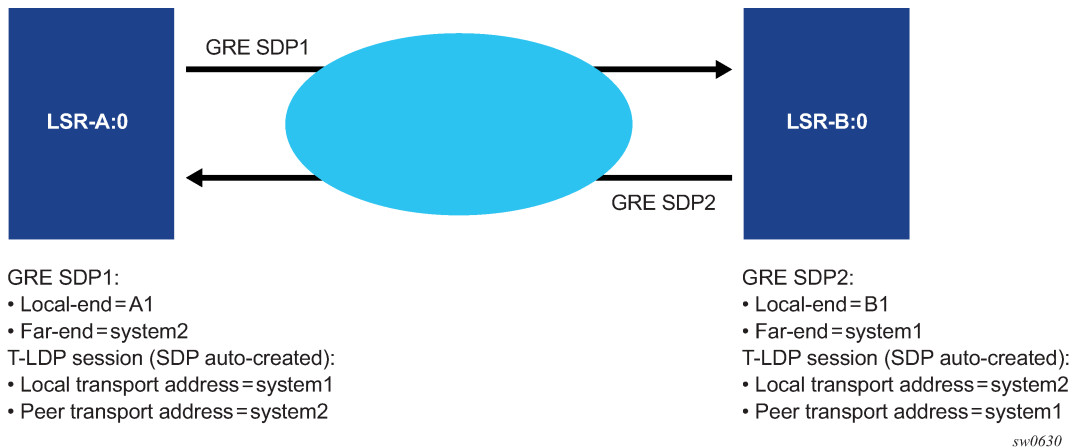 GRE SDP1
LSR-A:0
LSR-B:0
GRE SDP2
GRE SDP1:
• Local-end=A1
• Far-end=system2
T-LDP session (SDP auto-created):
• Local transport address=system1
• Peer transport address=system2
GRE SDP2:
• Local-end=B1
• Far-end=system1
T-LDP session (SDP auto-created):
• Local transport address=system2
• Peer transport address=system1
sw0630